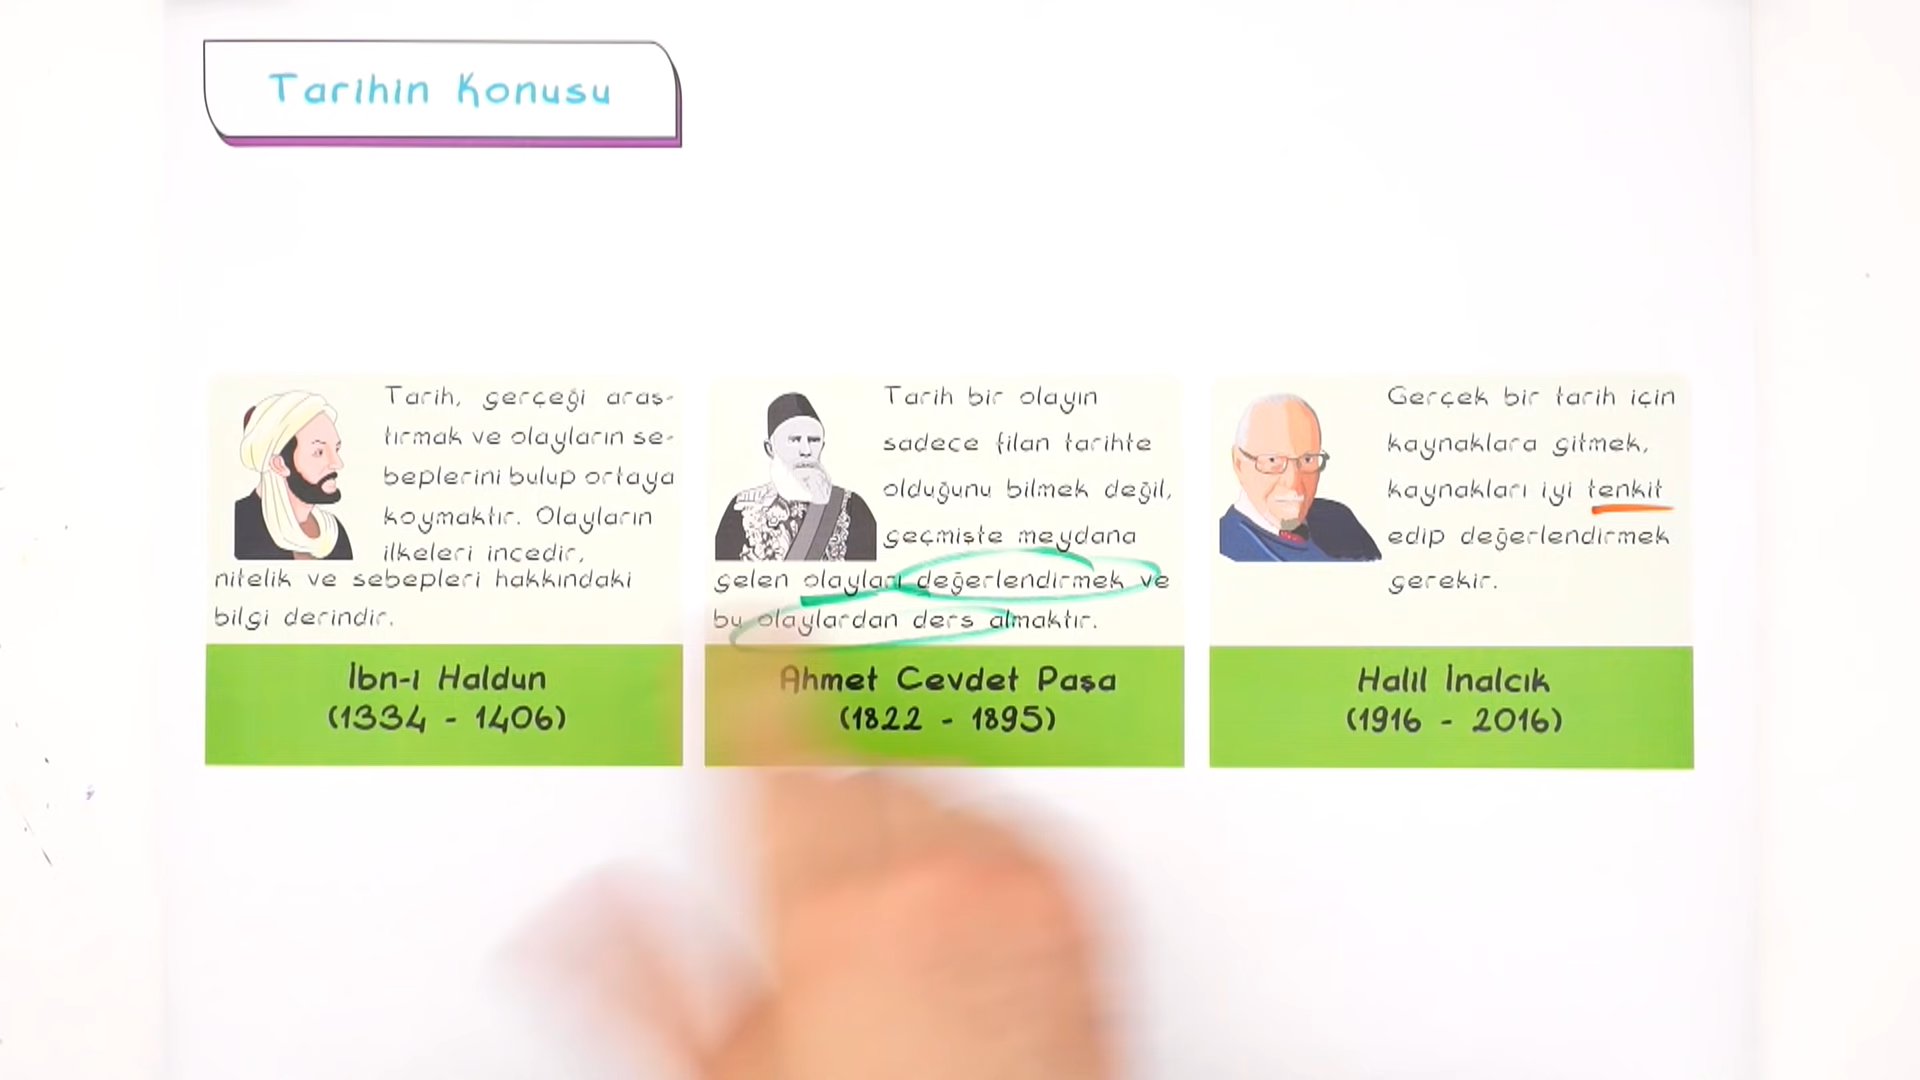 Tarihin Konusu
Tarih, gerçeği araş-
tırmak ve olayların se-
beplerini bulup ortaya
koymaktır. Olayların
ilkeleri incedir,
nitelik ve sebepleri hakkındaki
bilgi derindir.
İbn-i Haldun
(1334 - 1406)
Tarih bir olayın
sadece filan tarihte
olduğunu bilmek değil,
geçmişte meydana
gelen olayları değerlendirmek ve
bu olaylardan ders almaktır.
Ahmet Cevdet Paşa
(1822 - 1895)
Gerçek bir tarih için
kaynaklara gitmek,
kaynakları iyi tenkit
edip değerlendirmek
gerekir.
Halil İnalcık
(1916 - 2016)